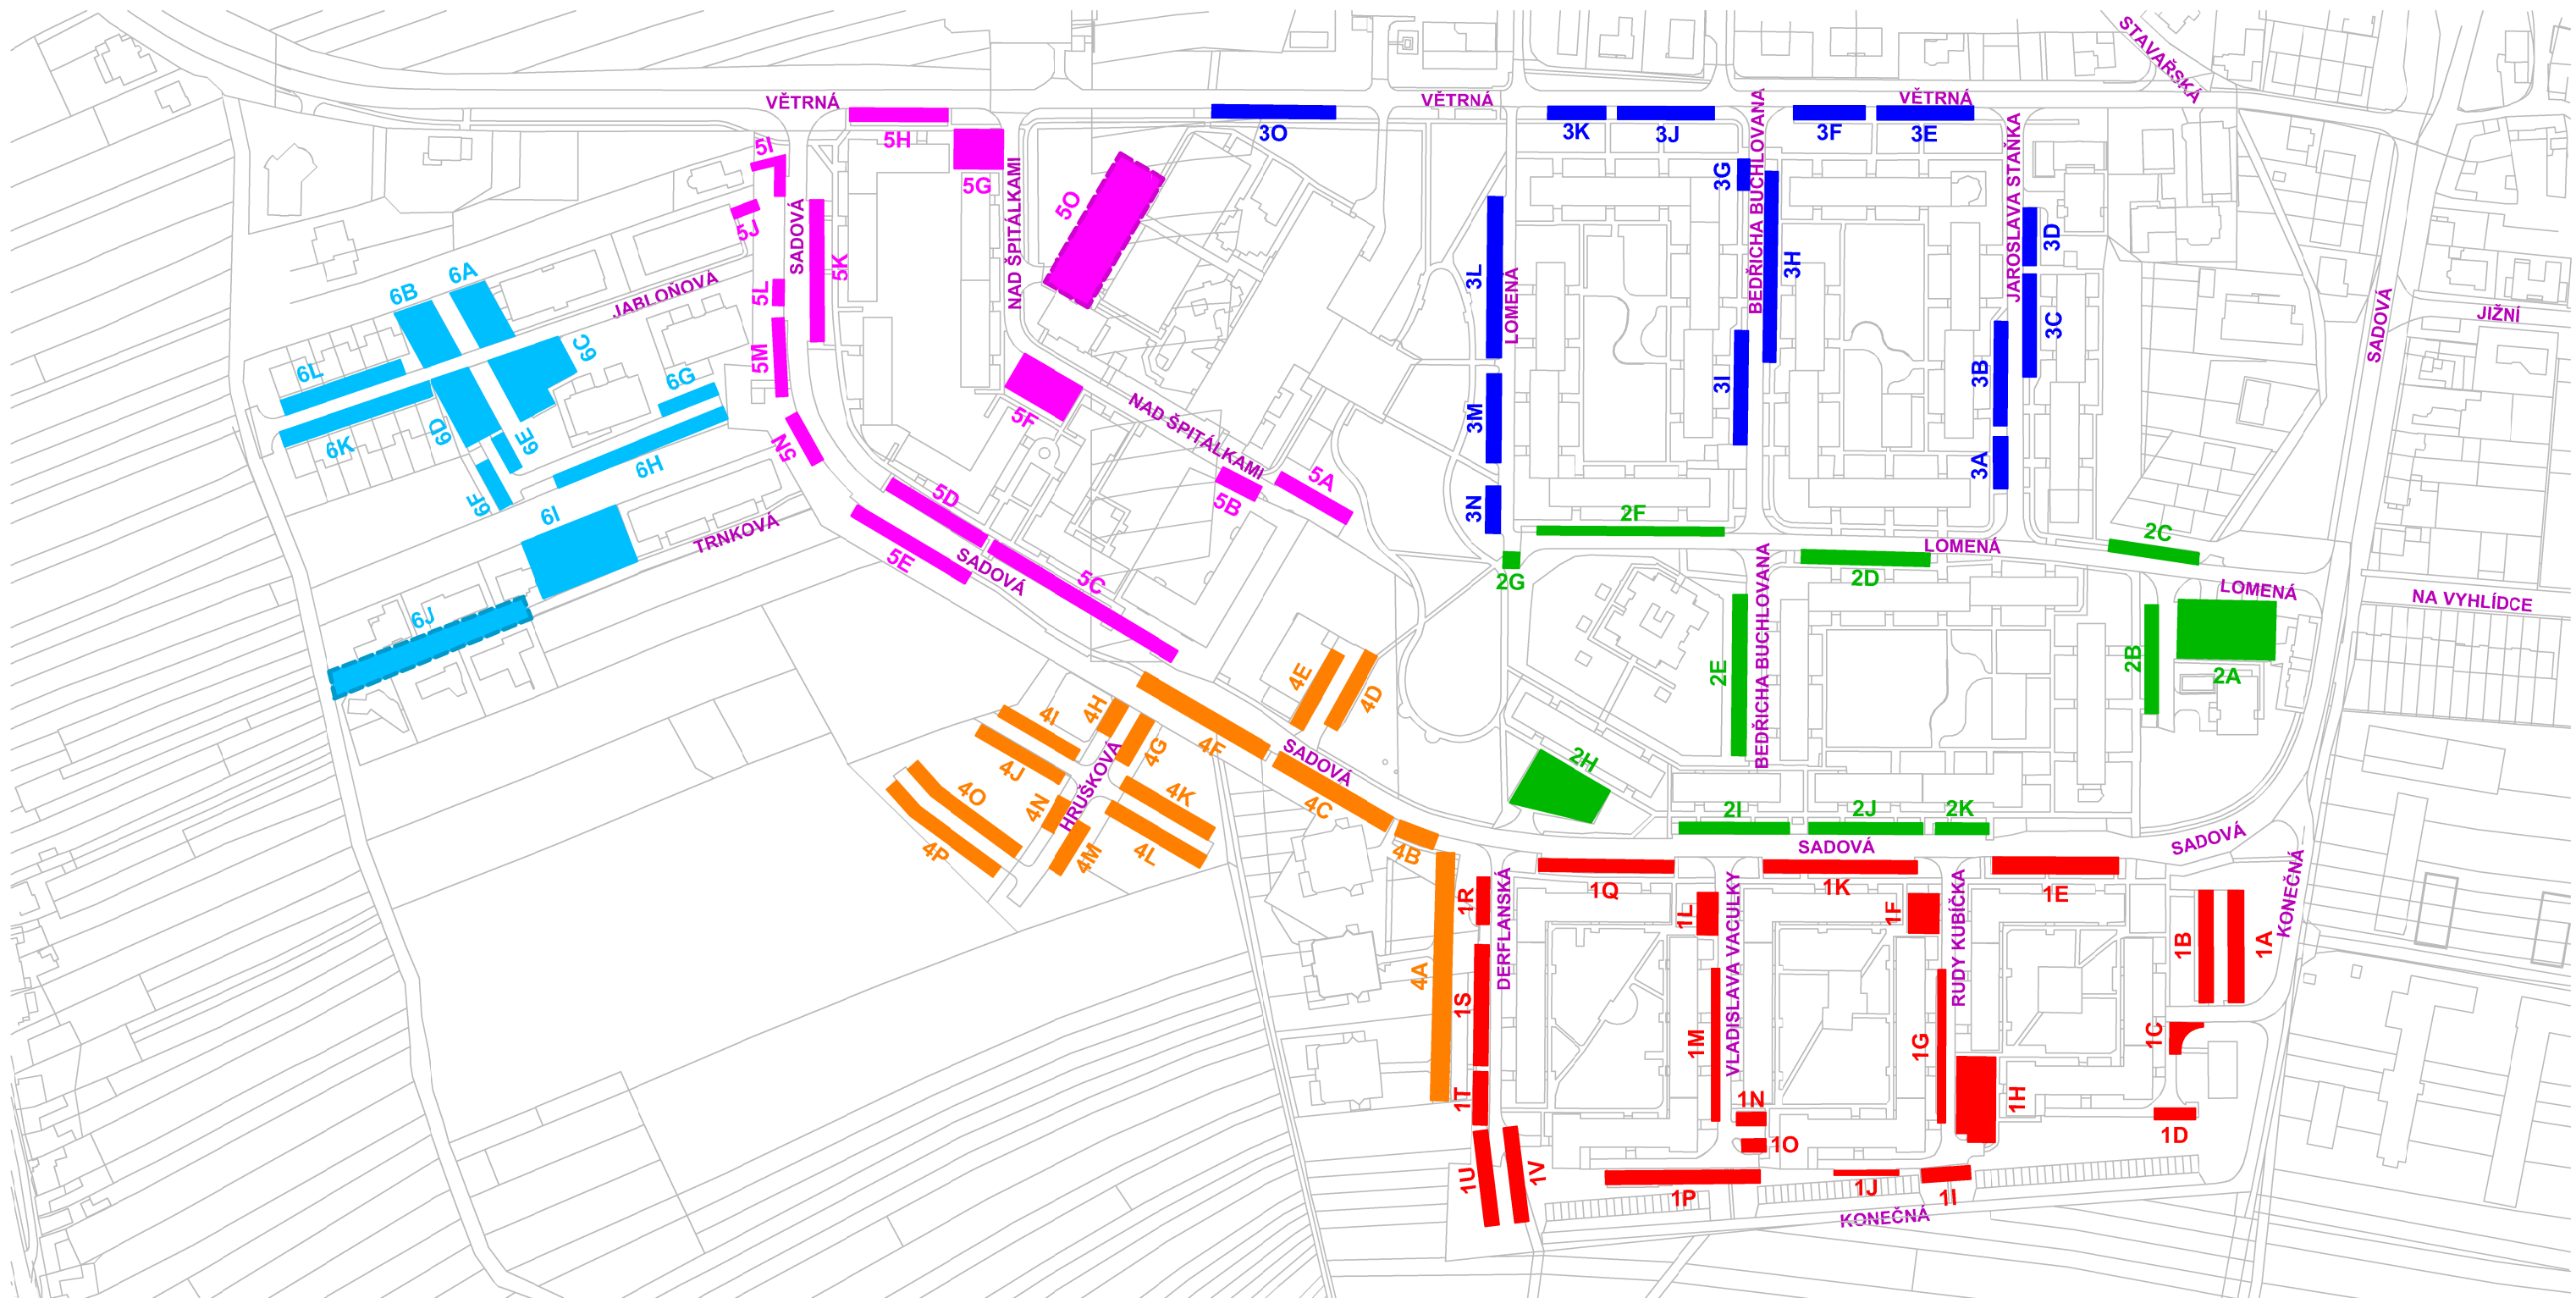 STAVAŘSKÁ
VĚTRNÁ
VĚTRNÁ
VĚTRNÁ
5H
3O
3K
3J
3F
3E
5I
5G
NAD ŠPITÁLKAMI
5O
3G
BEDŘICHA BUCHLOVANA
JAROSLAVA STAŇKA
5J
SADOVÁ
5K
3L
LOMENÁ
3H
3D
3C
SADOVÁ
JIŽNÍ
6A
6B
JABLOŇOVÁ
5L
5M
6C
6L
6G
6K
6D
6E
6F
6H
5N
5F
NAD ŠPITÁLKAMI
5B
5A
3M
3I
3B
3A
3N
6I
TRNKOVÁ
5D
5E
SADOVÁ
5C
2F
2G
2D
LOMENÁ
2C
LOMENÁ
NA VYHLÍDCE
6J
2E
BEDŘICHA BUCHLOVANA
2B
2A
4E
4D
4H
4I
4J
4G
4F
SADOVÁ
4C
4B
HRUŠKOVÁ
4K
4L
4N
4M
4O
4P
2H
2I
2J
2K
SADOVÁ
SADOVÁ
KONEČNÁ
4A
1R
DERFLANSKÁ
1Q
1L
VLADISLAVA VACULKY
1K
1F
RUDY KUBÍČKA
1E
1B
1A
1S
1M
1G
1C
1T
1N
1O
1H
1D
1U
1V
1P
1J
1I
KONEČNÁ